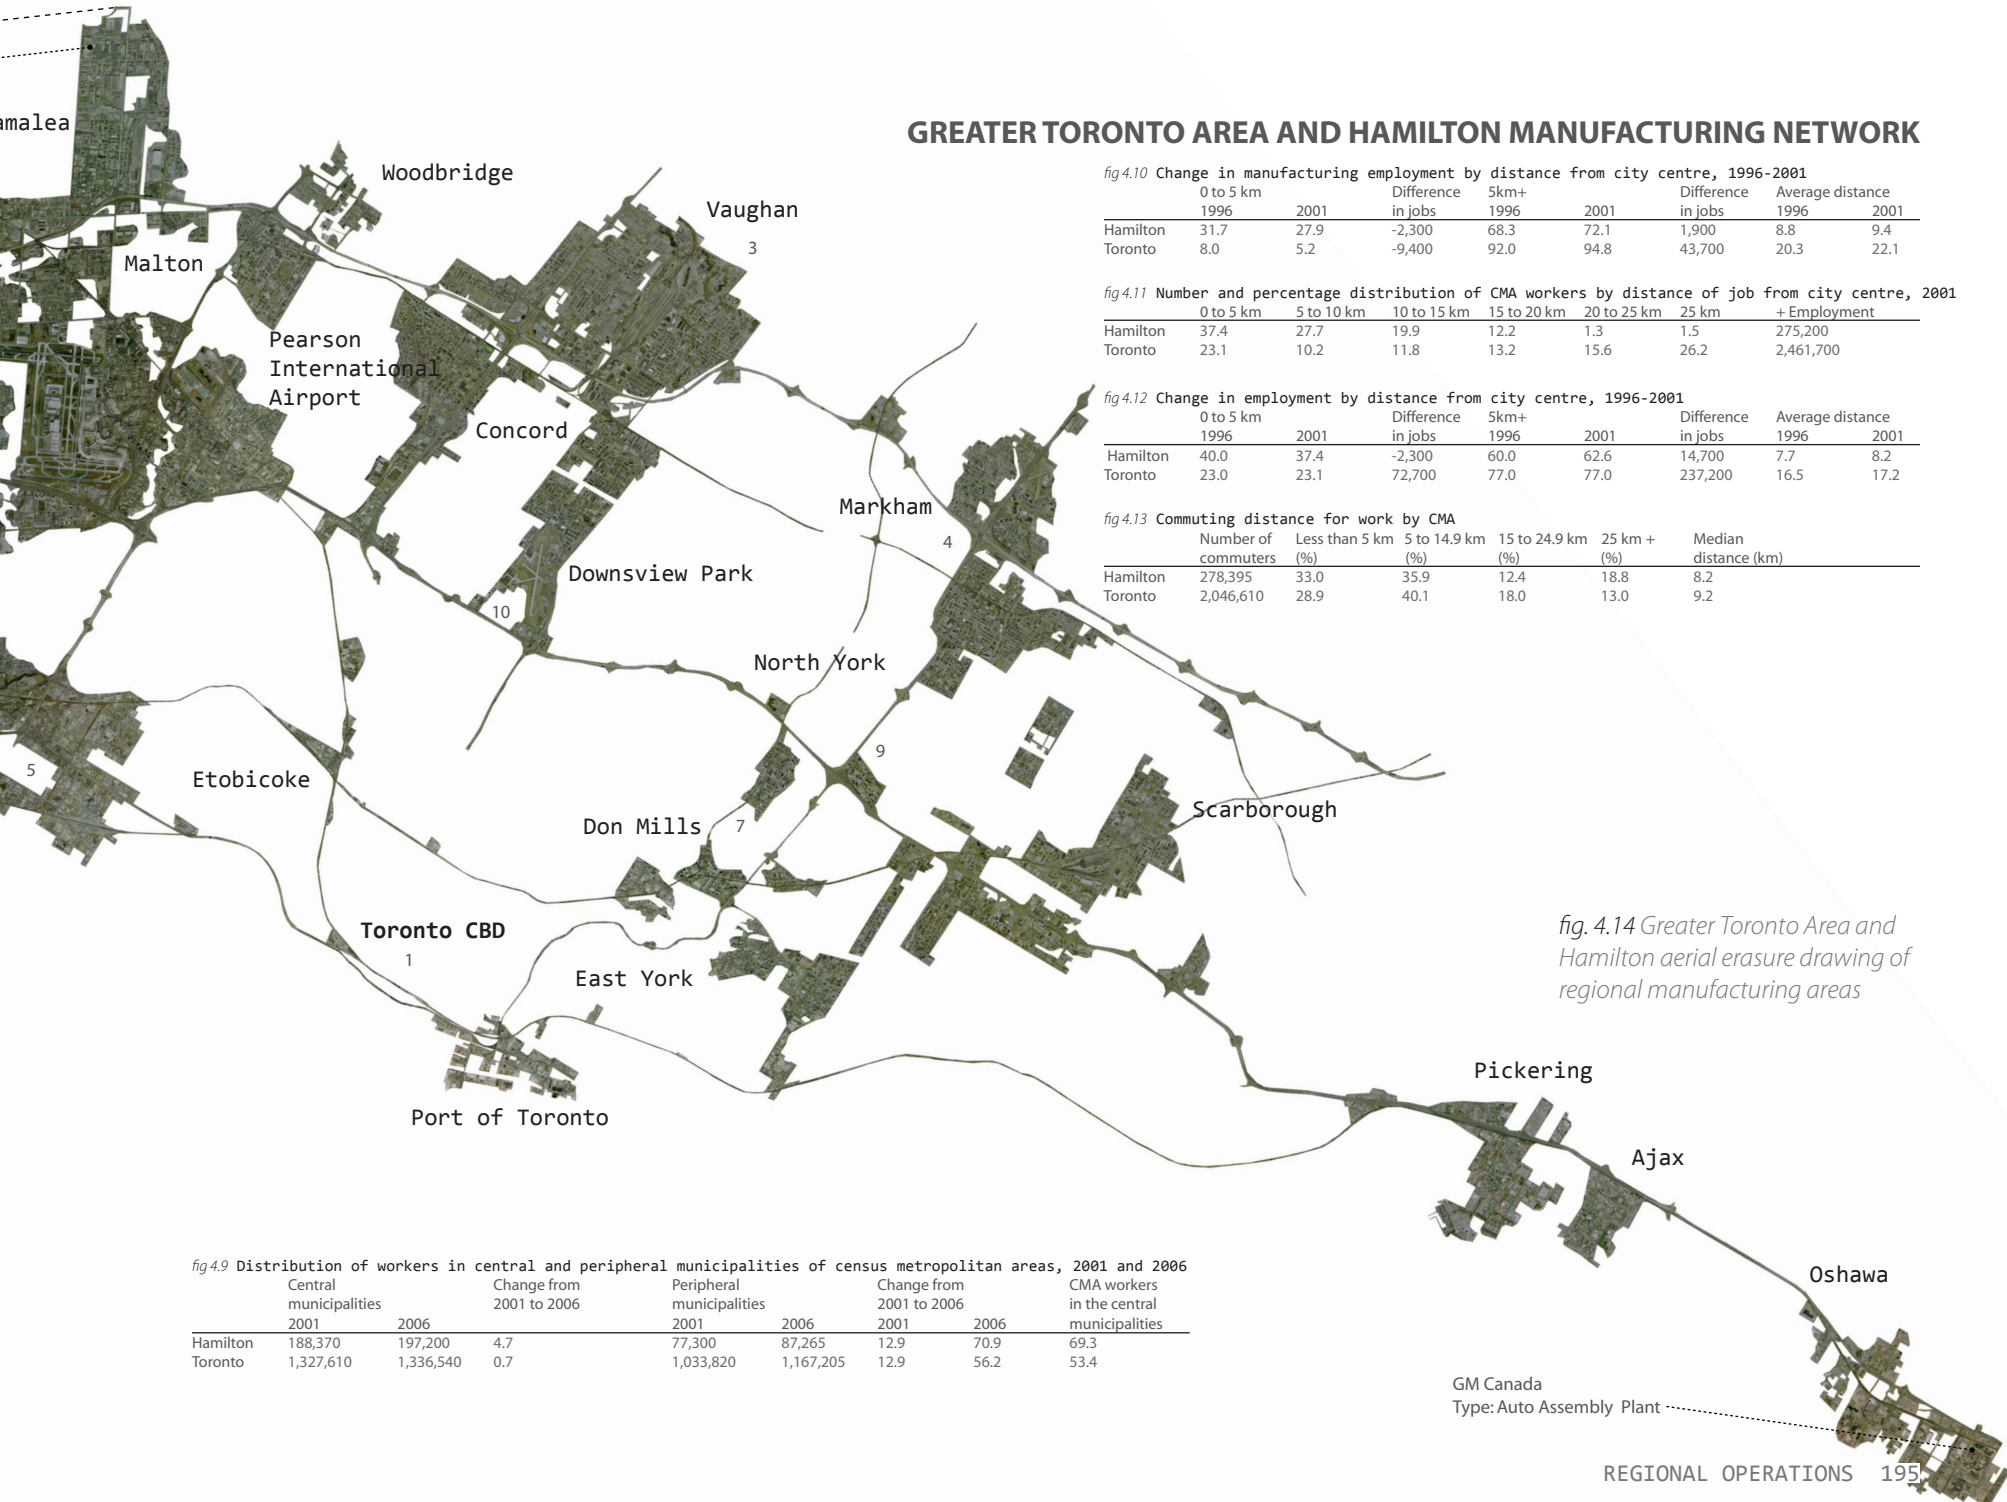 GREATER TORONTO AREA AND HAMILTON MANUFACTURING NETWORK
fig 4.10 Change in manufacturing employment by distance from city centre, 1996-2001
0 to 5 km Difference 5km+ Difference Average distance
1996 2001 in jobs 1996 2001 in jobs 1996 2001
Hamilton 31.7 27.9 -2,300 68.3 72.1 1,900 8.8 9.4
Toronto 8.0 5.2 -9,400 92.0 94.8 43,700 20.3 22.1
fig 4.11 Number and percentage distribution of CMA workers by distance of job from city centre, 2001
0 to 5 km 5 to 10 km 10 to 15 km 15 to 20 km 20 to 25 km 25 km + Employment
Hamilton 37.4 27.7 19.9 12.2 1.3 1.5 275,200
Toronto 23.1 10.2 11.8 13.2 15.6 26.2 2,461,700
fig 4.12 Change in employment by distance from city centre, 1996-2001
0 to 5 km Difference 5km+ Difference Average distance
1996 2001 in jobs 1996 2001 in jobs 1996 2001
Hamilton 40.0 37.4 -2,300 60.0 62.6 14,700 7.7 8.2
Toronto 23.0 23.1 72,700 77.0 77.0 237,200 16.5 17.2
fig 4.13 Commuting distance for work by CMA
Number of Less than 5 km 5 to 14.9 km 15 to 24.9 km 25 km + Median
commuters (%) (%) (%) (%) distance (km)
Hamilton 278,395 33.0 35.9 12.4 18.8 8.2
Toronto 2,046,610 28.9 40.1 18.0 13.0 9.2
amalea
Woodbridge
Vaughan
3
Malton
Pearson
International
Airport
Concord
Markham
4
Downsview Park
10
North York
9
5
Etobicoke
Don Mills
7
Scarborough
Toronto CBD
1
East York
Port of Toronto
fig. 4.14 Greater Toronto Area and
Hamilton aerial erasure drawing of
regional manufacturing areas
Pickering
Ajax
Oshawa
fig 4.9 Distribution of workers in central and peripheral municipalities of census metropolitan areas, 2001 and 2006
Central Change from Peripheral Change from CMA workers
municipalities 2001 to 2006 municipalities 2001 to 2006 in the central
2001 2006 2001 2006 2001 2006 municipalities
Hamilton 188,370 197,200 4.7 77,300 87,265 12.9 70.9 69.3
Toronto 1,327,610 1,336,540 0.7 1,033,820 1,167,205 12.9 56.2 53.4
GM Canada
Type: Auto Assembly Plant
REGIONAL OPERATIONS 195